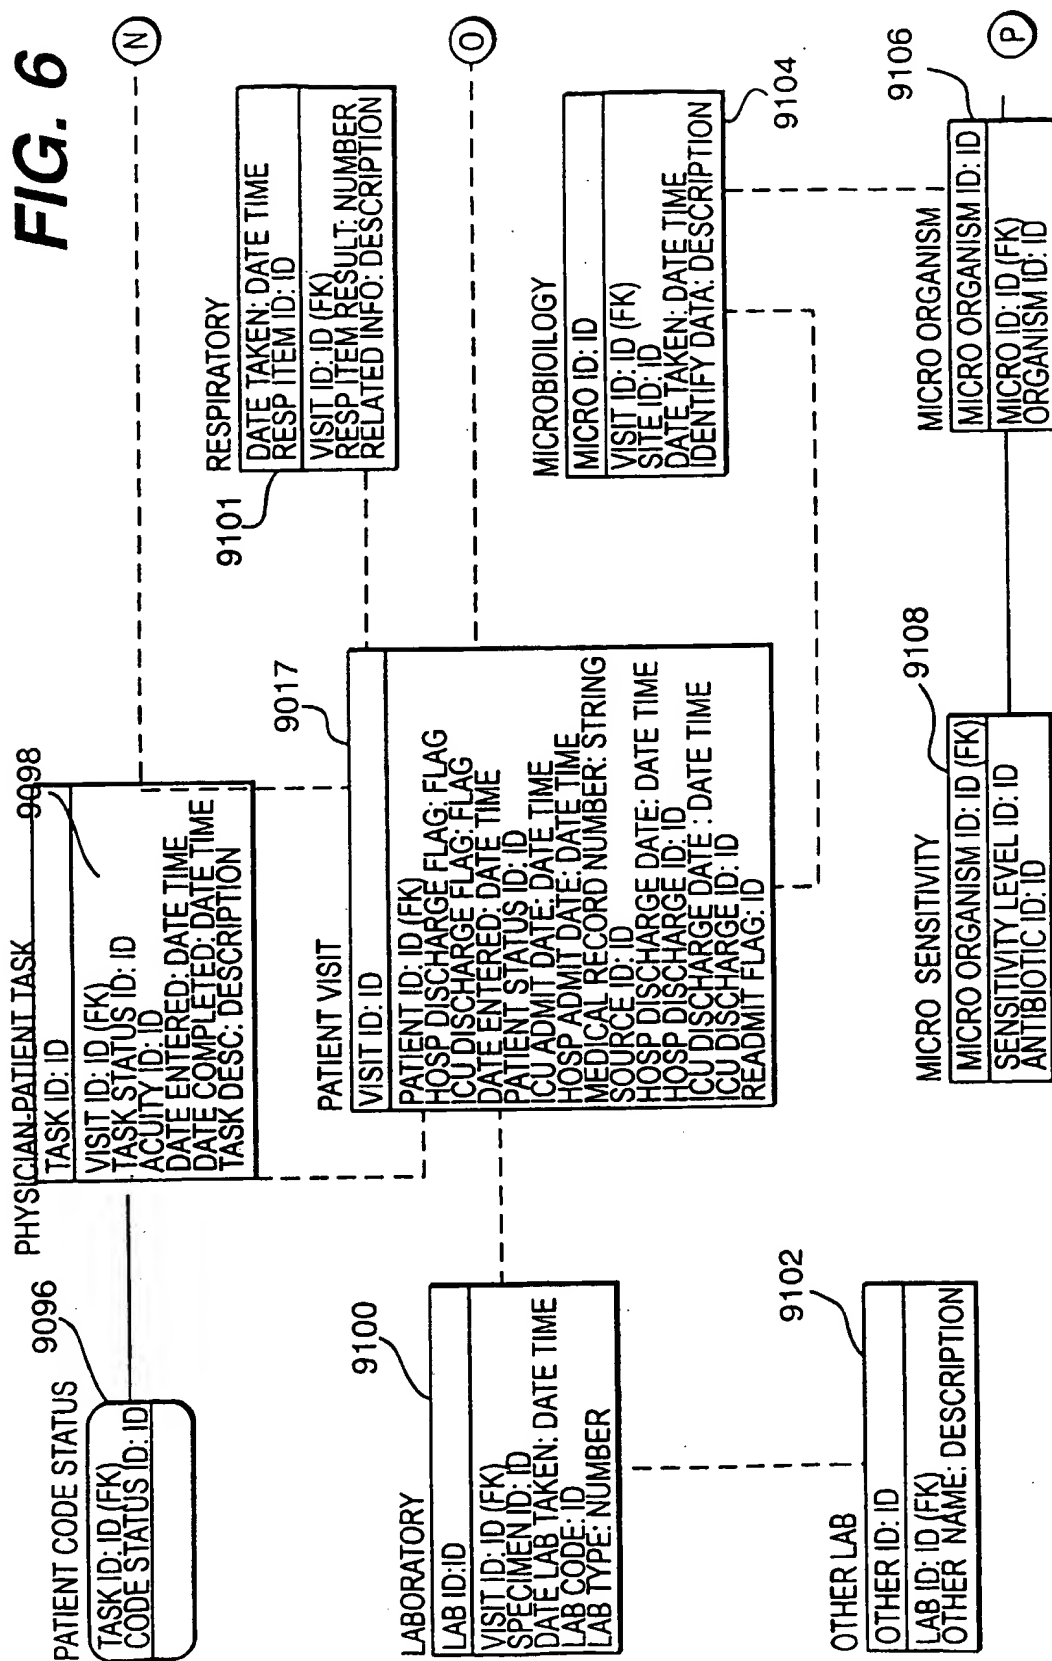 FIG. 6
PATIENT CODE STATUS
9096
TASK ID: ID (FK)
CODE STATUS ID: ID
PHYSICIAN-PATIENT TASK
9098
TASK ID: ID
VISIT ID: ID (FK)
TASK STATUS ID: ID
ACUITY ID: ID
DATE ENTERED: DATE TIME
DATE COMPLETED: DATE TIME
TASK DESC: DESCRIPTION
N
RESPIRATORY
9101
DATE TAKEN: DATE TIME
RESP ITEM ID: ID
VISIT ID: ID (FK)
RESP ITEM RESULT: NUMBER
RELATED INFO: DESCRIPTION
PATIENT VISIT
9017
VISIT ID: ID
PATIENT ID: ID (FK)
HOSP DISCHARGE FLAG: FLAG
ICU DISCHARGE FLAG: FLAG
DATE ENTERED: DATE TIME
PATIENT STATUS ID: ID
ICU ADMIT DATE: DATE TIME
HOSP ADMIT DATE: DATE TIME
MEDICAL RECORD NUMBER: STRING
SOURCE ID: ID
HOSP DISCHARGE DATE: DATE TIME
HOSP DISCHARGE ID: ID
ICU DISCHARGE DATE : DATE TIME
ICU DISCHARGE ID: ID
READMIT FLAG: ID
O
LABORATORY
9100
LAB ID:ID
VISIT ID: ID (FK)
SPECIMEN ID: ID
DATE LAB TAKEN: DATE TIME
LAB CODE: ID
LAB TYPE: NUMBER
MICROBIOLOGY
9104
MICRO ID: ID
VISIT ID: ID (FK)
SITE ID: ID
DATE TAKEN: DATE TIME
IDENTIFY DATA: DESCRIPTION
OTHER LAB
9102
OTHER ID: ID
LAB ID: ID (FK)
OTHER NAME: DESCRIPTION
MICRO SENSITIVITY
9108
MICRO ORGANISM ID: ID (FK)
SENSITIVITY LEVEL ID: ID
ANTIBIOTIC ID: ID
MICRO ORGANISM
9106
MICRO ORGANISM ID: ID
MICRO ID: ID (FK)
ORGANISM ID: ID
P